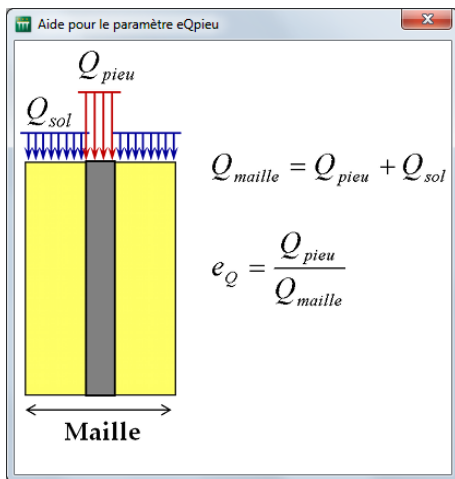 Aide pour le paramètre eQpieu
Q_pieu
Q_sol
Q_maille = Q_pieu + Q_sol
e_Q = Q_pieu / Q_maille
Maille